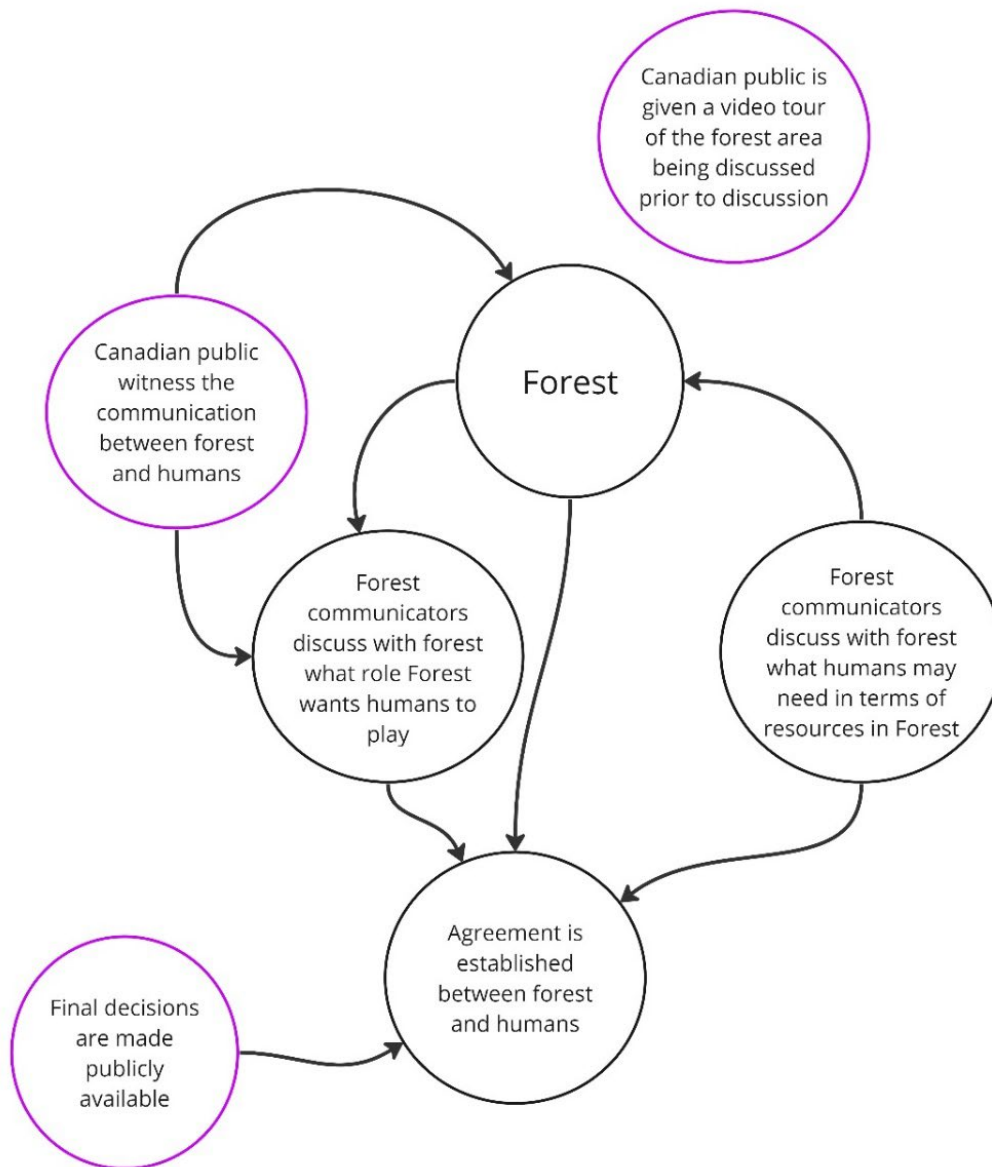 Canadian public is
given a video tour
of the forest area
being discussed
prior to discussion
Canadian public
witness the
communication
between forest
and humans
Forest
Forest
communicators
discuss with forest
what role Forest
wants humans to
play
Forest
communicators
discuss with forest
what humans may
need in terms of
resources in Forest
Agreement is
established
between forest
and humans
Final decisions
are made
publicly
available